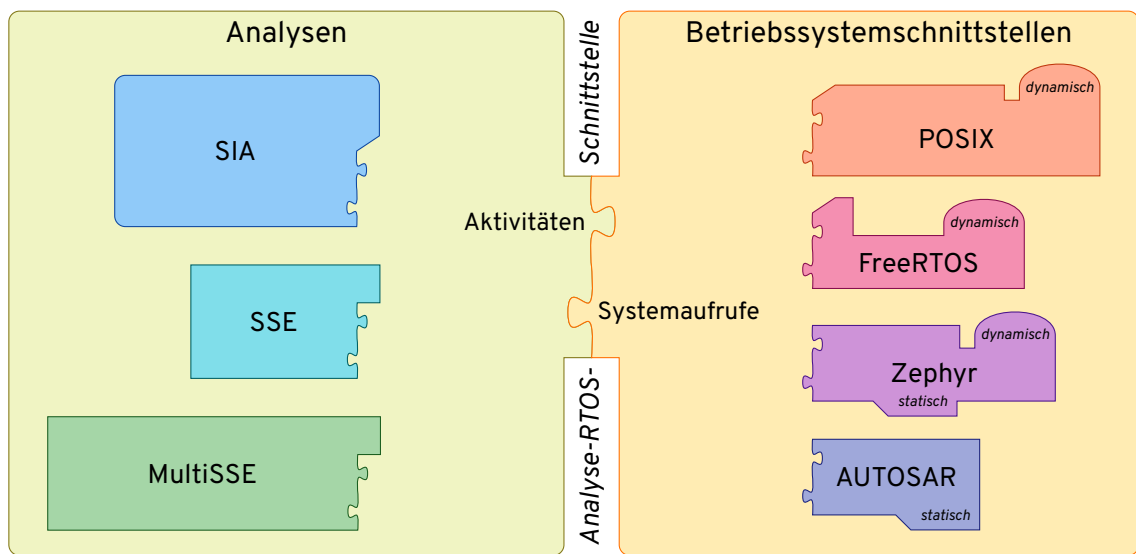 Analysen
SIA
SSE
MultiSSE
Schnittstelle
Aktivitäten
Systemaufrufe
Analyse-RTOS-
Betriebssystemschnittstellen
dynamisch
POSIX
dynamisch
FreeRTOS
dynamisch
Zephyr
statisch
AUTOSAR
statisch